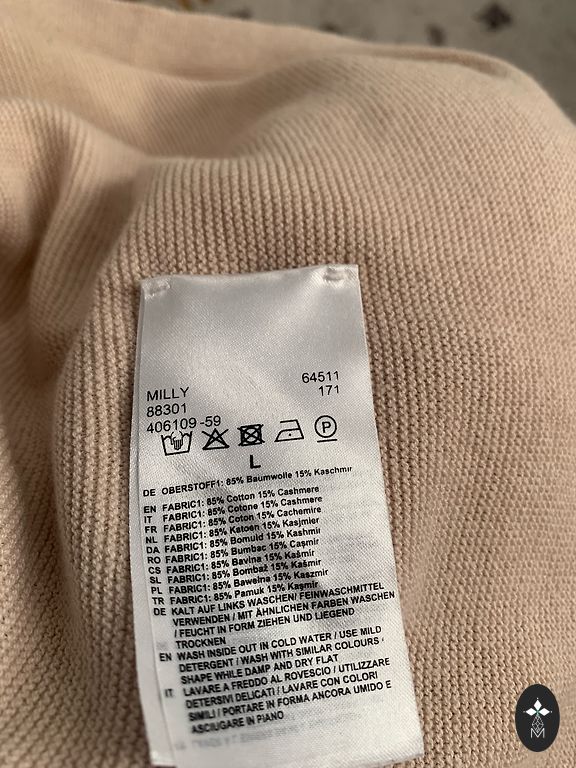 MILLY 64511
88301 171
406109 -59
P
L
DE OBERSTOFF1: 85% Baumwolle 15% Kaschmir
EN FABRIC1: 85% Cotton 15% Cashmere
IT FABRIC1: 85% Cotone 15% Cashmere
FR FABRIC1: 85% Coton 15% Cachemire
NL FABRIC1: 85% Katoen 15% Kasjmier
DA FABRIC1: 85% Bomuld 15% Kashmir
RO FABRIC1: 85% Bumbac 15% Caşmir
CS FABRIC1: 85% Bavlna 15% Kašmír
SL FABRIC1: 85% Bombaž 15% Kašmir
PL FABRIC1: 85% Bawełna 15% Kaszmir
TR FABRIC1: 85% Pamuk 15% Kaşmir
DE KALT AUF LINKS WASCHEN/ FEINWASCHMITTEL
VERWENDEN / MIT ÄHNLICHEN FARBEN WASCHEN
/ FEUCHT IN FORM ZIEHEN UND LIEGEND
TROCKNEN
EN WASH INSIDE OUT IN COLD WATER / USE MILD
DETERGENT / WASH WITH SIMILAR COLOURS /
SHAPE WHILE DAMP AND DRY FLAT
IT LAVARE A FREDDO AL ROVESCIO / UTILIZZARE
DETERSIVI DELICATI / LAVARE CON COLORI
SIMILI / PORTARE IN FORMA ANCORA UMIDO E
ASCIUGARE IN PIANO